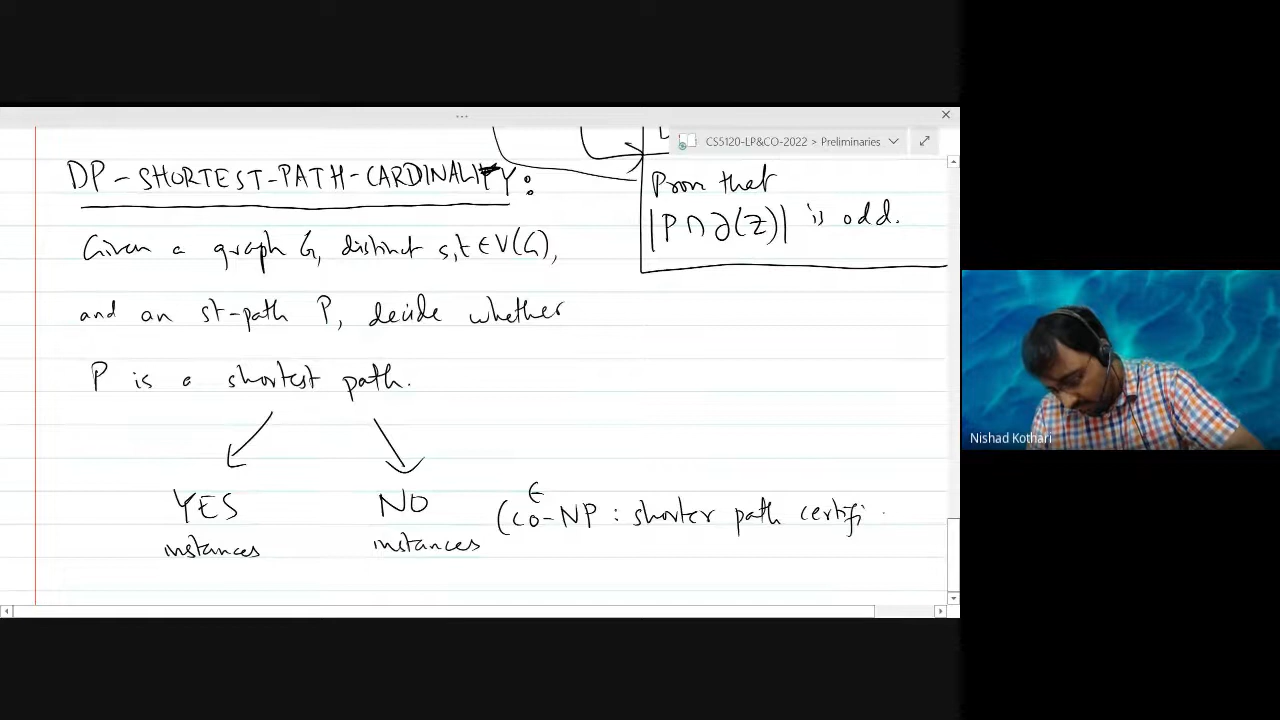 CS5120-LP&CO-2022 > Preliminaries
DP-SHORTEST-PATH-CARDINALITY:
Given a graph G, distinct s,t ∈ V(G),
and an st-path P, decide whether
P is a shortest path.
Prove that
|P ∩ ∂(Z)| is odd.
YES
instances
NO
instances
(∈ co-NP : shorter path certifi
Nishad Kothari